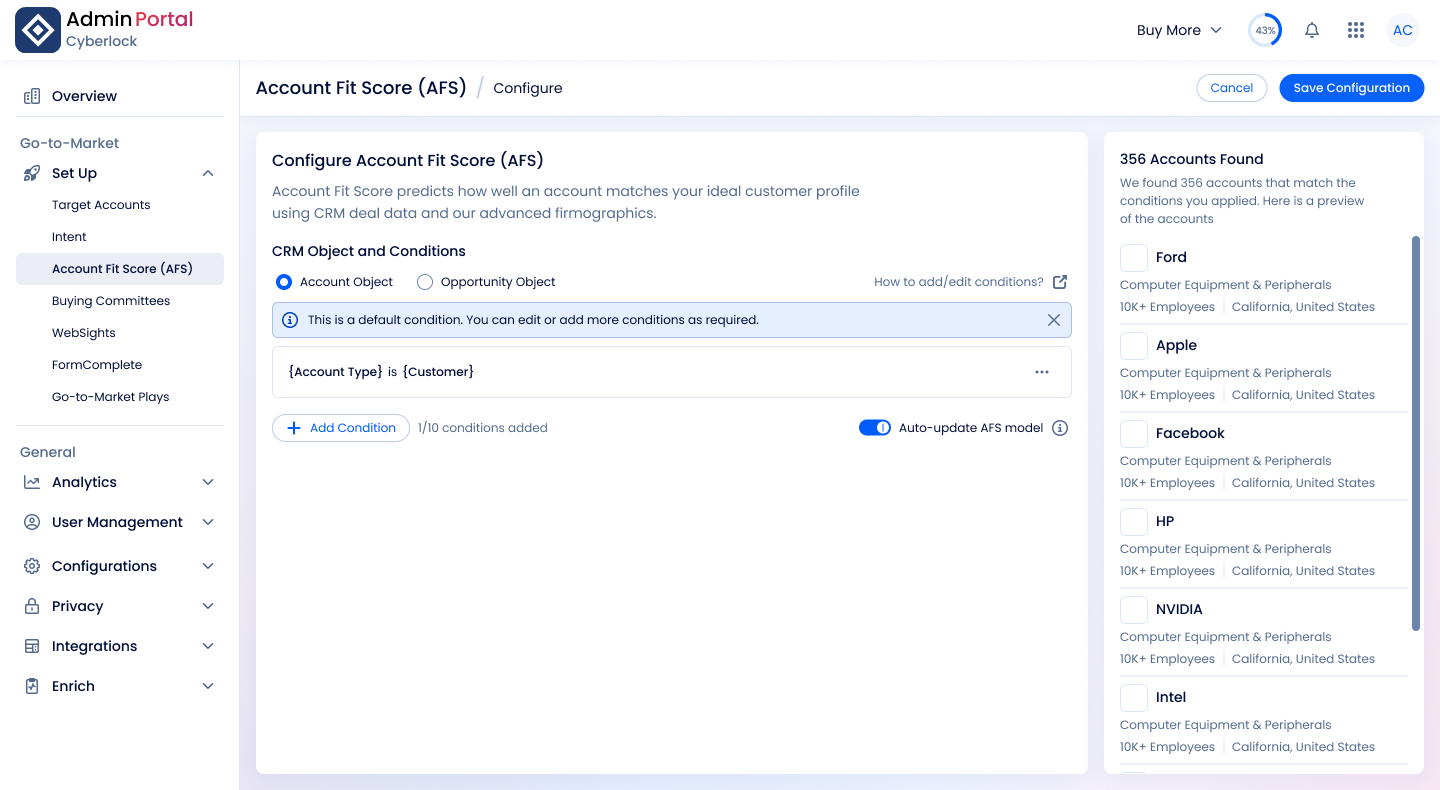 Admin Portal
Cyberlock
Buy More
43%
AC
Overview
Go-to-Market
Set Up
Target Accounts
Intent
Account Fit Score (AFS)
Buying Committees
WebSights
FormComplete
Go-to-Market Plays
General
Analytics
User Management
Configurations
Privacy
Integrations
Enrich
Account Fit Score (AFS) / Configure
Cancel
Save Configuration
Configure Account Fit Score (AFS)
Account Fit Score predicts how well an account matches your ideal customer profile
using CRM deal data and our advanced firmographics.
CRM Object and Conditions
Account Object
Opportunity Object
How to add/edit conditions?
This is a default condition. You can edit or add more conditions as required.
{Account Type} is {Customer}
Add Condition
1/10 conditions added
Auto-update AFS model
356 Accounts Found
We found 356 accounts that match the
conditions you applied. Here is a preview
of the accounts
Ford
Computer Equipment & Peripherals
10K+ Employees
California, United States
Apple
Computer Equipment & Peripherals
10K+ Employees
California, United States
Facebook
Computer Equipment & Peripherals
10K+ Employees
California, United States
HP
Computer Equipment & Peripherals
10K+ Employees
California, United States
NVIDIA
Computer Equipment & Peripherals
10K+ Employees
California, United States
Intel
Computer Equipment & Peripherals
10K+ Employees
California, United States